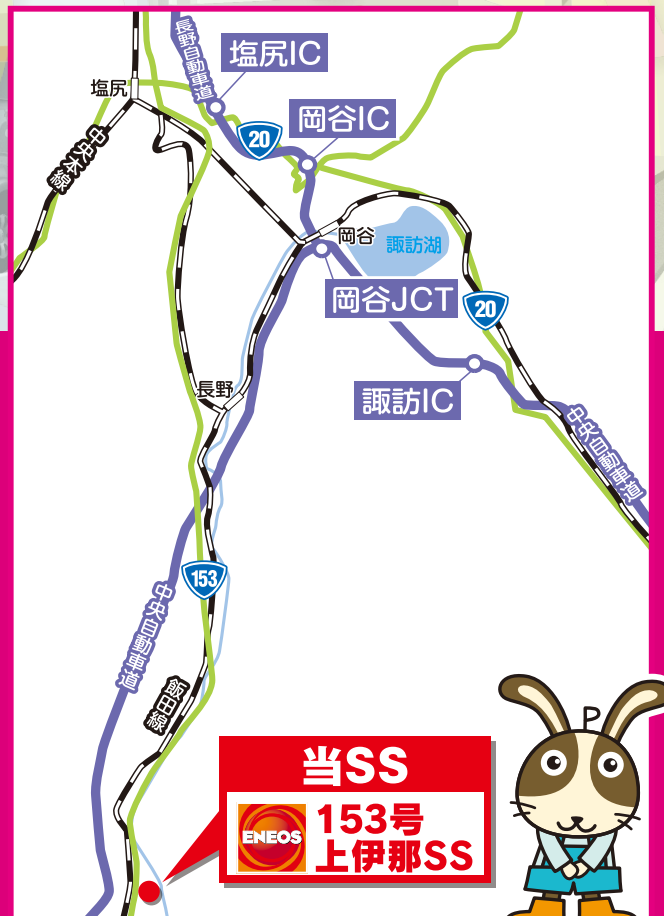 長野自動車道
塩尻IC
塩尻
岡谷IC
20
中央本線
岡谷
諏訪湖
岡谷JCT
20
諏訪IC
長野
中央自動車道
153
中央自動車道
飯田線
当SS
ENEOS
153号
上伊那SS